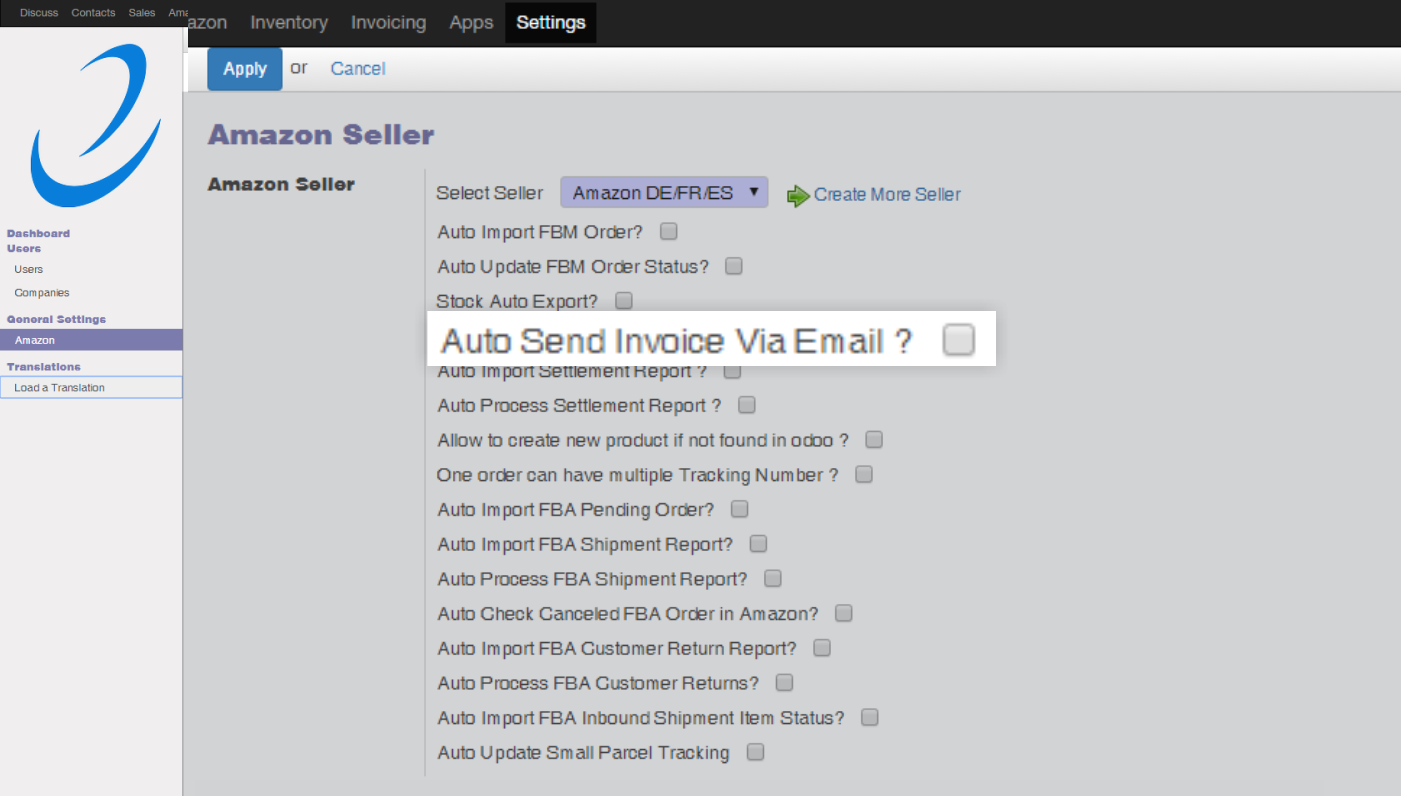 Discuss Contacts Sales Ama
azon Inventory Invoicing Apps Settings
Apply or Cancel
Dashboard
Users
Users
Companies
General Settings
Amazon
Translations
Load a Translation
Amazon Seller
Amazon Seller
Select Seller Amazon DE/FR/ES Create More Seller
Auto Import FBM Order?
Auto Update FBM Order Status?
Stock Auto Export?
Auto Send Invoice Via Email ?
Auto Import Settlement Report ?
Auto Process Settlement Report ?
Allow to create new product if not found in odoo ?
One order can have multiple Tracking Number ?
Auto Import FBA Pending Order?
Auto Import FBA Shipment Report?
Auto Process FBA Shipment Report?
Auto Check Canceled FBA Order in Amazon?
Auto Import FBA Customer Return Report?
Auto Process FBA Customer Returns?
Auto Import FBA Inbound Shipment Item Status?
Auto Update Small Parcel Tracking